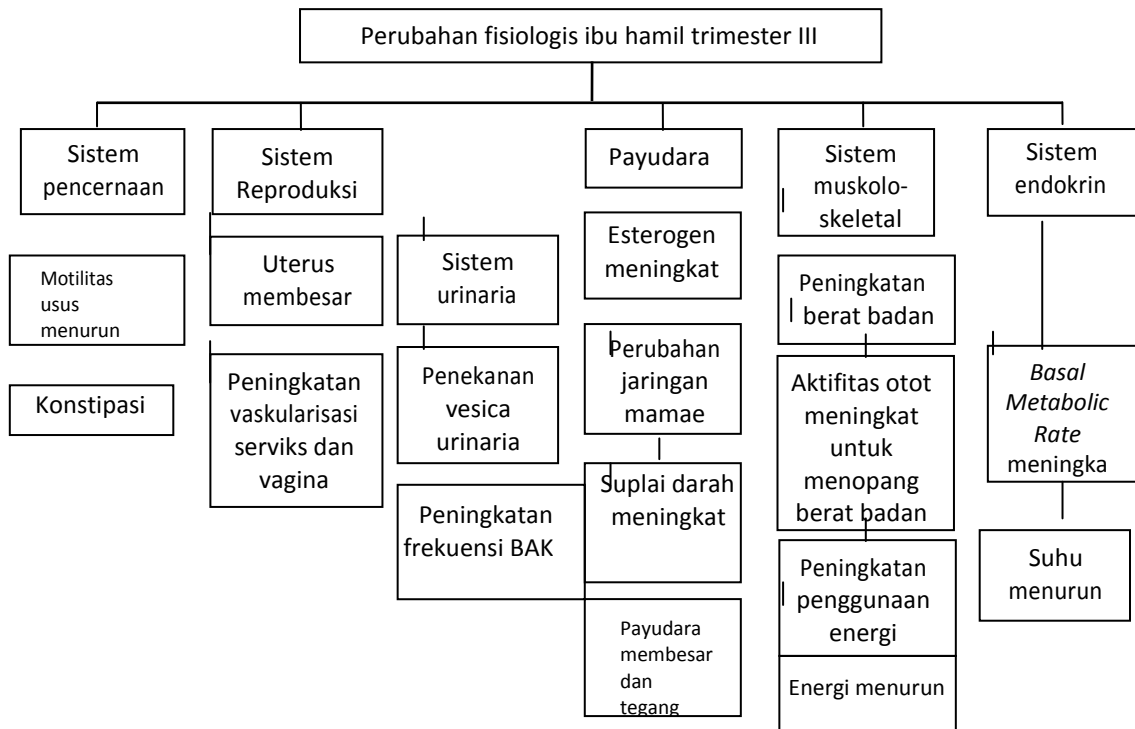 Perubahan fisiologis ibu hamil trimester III
Sistem
pencernaan
Motilitas
usus
menurun
Konstipasi
Sistem
Reproduksi
Uterus
membesar
Peningkatan
vaskularisasi
serviks dan
vagina
Sistem
urinaria
Penekanan
vesica
urinaria
Peningkatan
frekuensi BAK
Payudara
Esterogen
meningkat
Perubahan
jaringan
mamae
Suplai darah
meningkat
Payudara
membesar
dan
tegang
Sistem
muskolo-
skeletal
Peningkatan
berat badan
Aktifitas otot
meningkat
untuk
menopang
berat badan
Peningkatan
penggunaan
energi
Energi menurun
Sistem
endokrin
Basal
Metabolic
Rate
meningka
Suhu
menurun